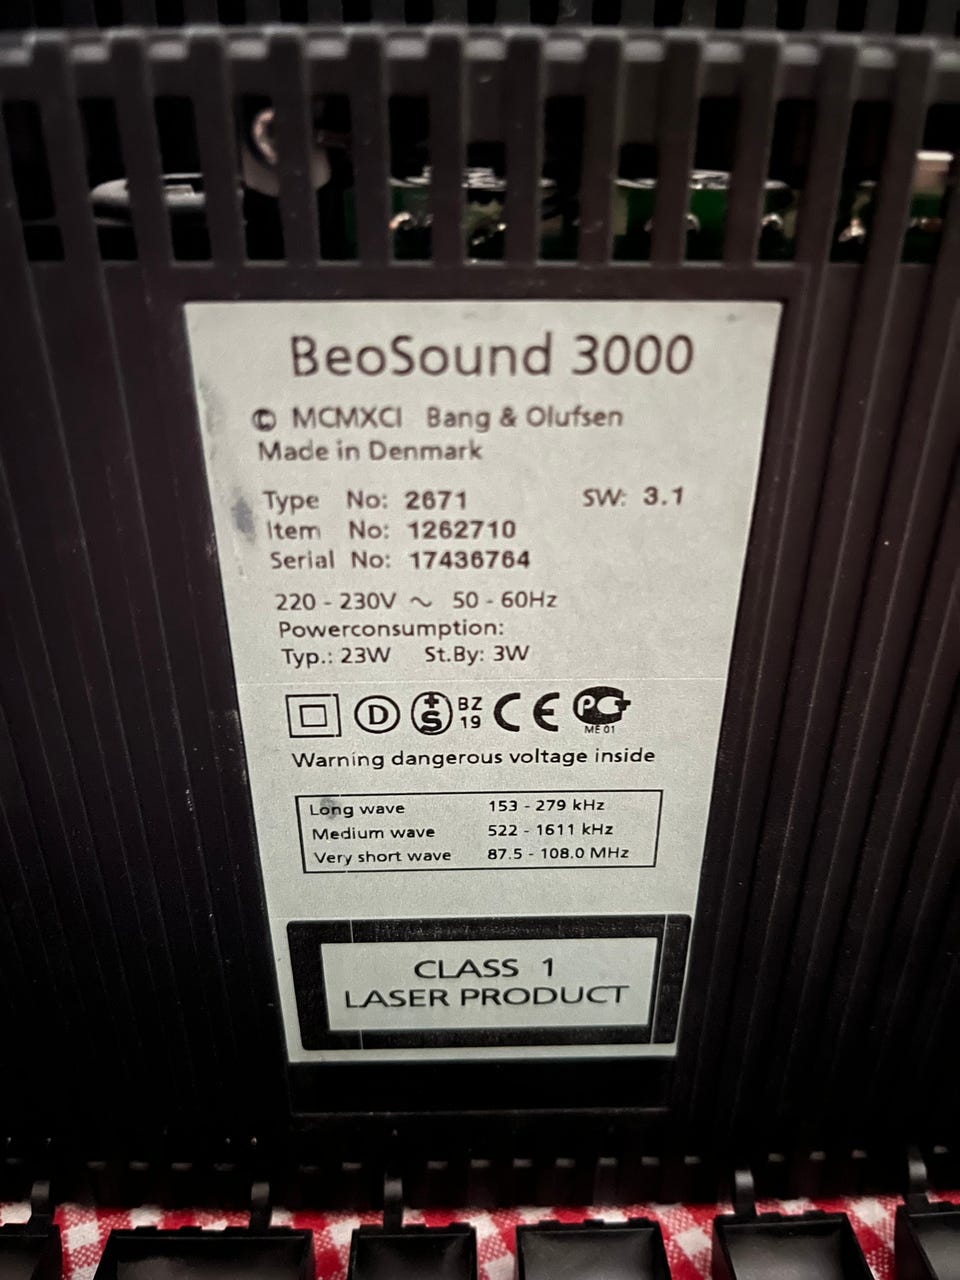 BeoSound 3000
© MCMXCI Bang & Olufsen
Made in Denmark
Type No: 2671 SW: 3.1
Item No: 1262710
Serial No: 17436764
220 - 230V ~ 50 - 60Hz
Powerconsumption:
Typ.: 23W St.By: 3W
D +S BZ 19 CE PCT ME 01
Warning dangerous voltage inside
Long wave 153 - 279 kHz
Medium wave 522 - 1611 kHz
Very short wave 87.5 - 108.0 MHz
CLASS 1
LASER PRODUCT